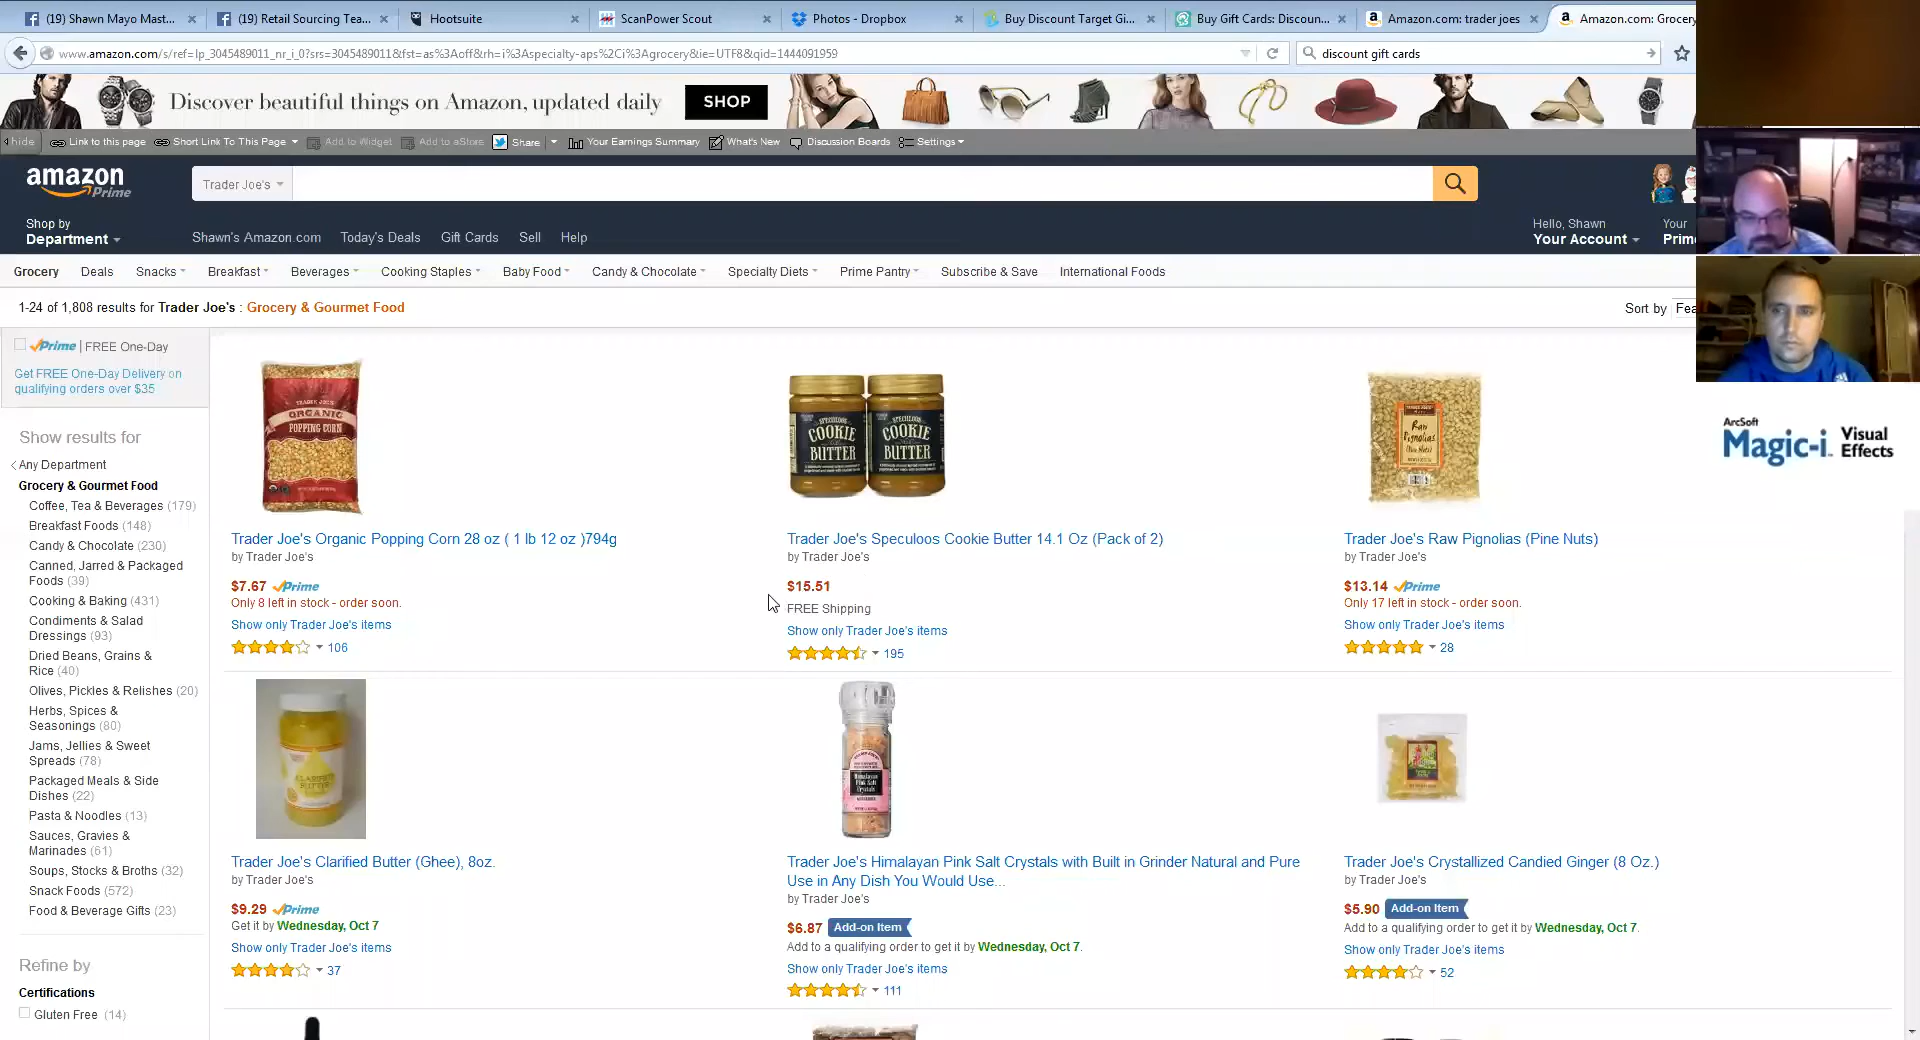 (19) Shawn Mayo Mast...
(19) Retail Sourcing Tea...
Hootsuite
ScanPower Scout
Photos - Dropbox
Buy Discount Target Gi...
Buy Gift Cards: Discoun...
Amazon.com: trader joes
Amazon.com: Grocery
www.amazon.com/s/ref=lp_3045489011_nr_i_0?srs=3045489011&fst=as%3Aoff&rh=i%3Aspecialty-aps%2Ci%3Agrocery&ie=UTF8&qid=1444091959
discount gift cards
Discover beautiful things on Amazon, updated daily
SHOP
hide
Link to this page
Short Link To This Page
Add to Widget
Add to aStore
Share
Your Earnings Summary
What's New
Discussion Boards
Settings
amazon
Prime
Trader Joe's
Shop by
Department
Shawn's Amazon.com
Today's Deals
Gift Cards
Sell
Help
Hello, Shawn
Your Account
Your
Prim
Grocery
Deals
Snacks
Breakfast
Beverages
Cooking Staples
Baby Food
Candy & Chocolate
Specialty Diets
Prime Pantry
Subscribe & Save
International Foods
1-24 of 1,808 results for Trader Joe's : Grocery & Gourmet Food
Sort by
Fea
Prime | FREE One-Day
Get FREE One-Day Delivery on
qualifying orders over $35
Show results for
Any Department
Grocery & Gourmet Food
Coffee, Tea & Beverages (179)
Breakfast Foods (148)
Candy & Chocolate (230)
Canned, Jarred & Packaged
Foods (39)
Cooking & Baking (431)
Condiments & Salad
Dressings (93)
Dried Beans, Grains &
Rice (40)
Olives, Pickles & Relishes (20)
Herbs, Spices &
Seasonings (80)
Jams, Jellies & Sweet
Spreads (78)
Packaged Meals & Side
Dishes (22)
Pasta & Noodles (13)
Sauces, Gravies &
Marinades (61)
Soups, Stocks & Broths (32)
Snack Foods (572)
Food & Beverage Gifts (23)
Refine by
Certifications
Gluten Free (14)
TRADER JOE'S
ORGANIC
POPPING CORN
Trader Joe's Organic Popping Corn 28 oz ( 1 lb 12 oz )794g
by Trader Joe's
$7.67 Prime
Only 8 left in stock - order soon.
Show only Trader Joe's items
106
SPECULOOS
COOKIE
BUTTER
SPECULOOS
COOKIE
BUTTER
Trader Joe's Speculoos Cookie Butter 14.1 Oz (Pack of 2)
by Trader Joe's
$15.51
FREE Shipping
Show only Trader Joe's items
195
Raw
Pignolias
Trader Joe's Raw Pignolias (Pine Nuts)
by Trader Joe's
$13.14 Prime
Only 17 left in stock - order soon.
Show only Trader Joe's items
28
CLARIFIED
BUTTER
Trader Joe's Clarified Butter (Ghee), 8oz.
by Trader Joe's
$9.29 Prime
Get it by Wednesday, Oct 7
Show only Trader Joe's items
37
Himalayan
Pink Salt
Crystals
Trader Joe's Himalayan Pink Salt Crystals with Built in Grinder Natural and Pure
Use in Any Dish You Would Use...
by Trader Joe's
$6.87 Add-on Item
Add to a qualifying order to get it by Wednesday, Oct 7.
Show only Trader Joe's items
111
Trader Joe's Crystallized Candied Ginger (8 Oz.)
by Trader Joe's
$5.90 Add-on Item
Add to a qualifying order to get it by Wednesday, Oct 7.
Show only Trader Joe's items
52
ArcSoft
Magic-i Visual
Effects